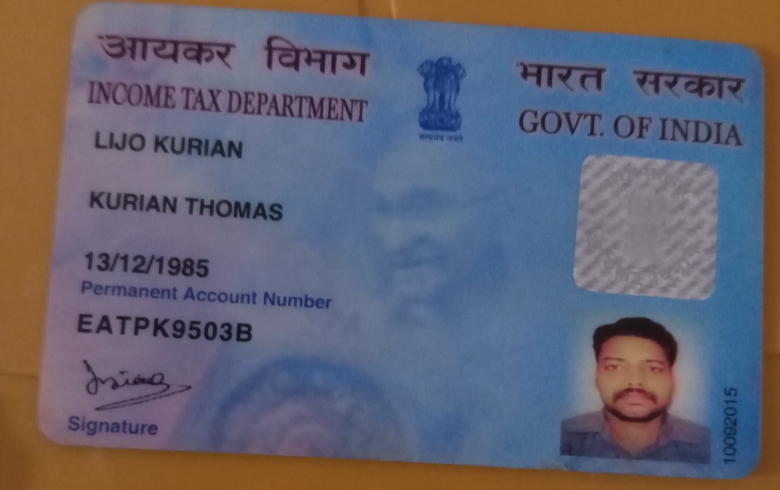 आयकर विभाग
INCOME TAX DEPARTMENT
भारत सरकार
GOVT. OF INDIA
सत्यमेव जयते
LIJO KURIAN
KURIAN THOMAS
13/12/1985
Permanent Account Number
EATPK9503B
Signature
10092015